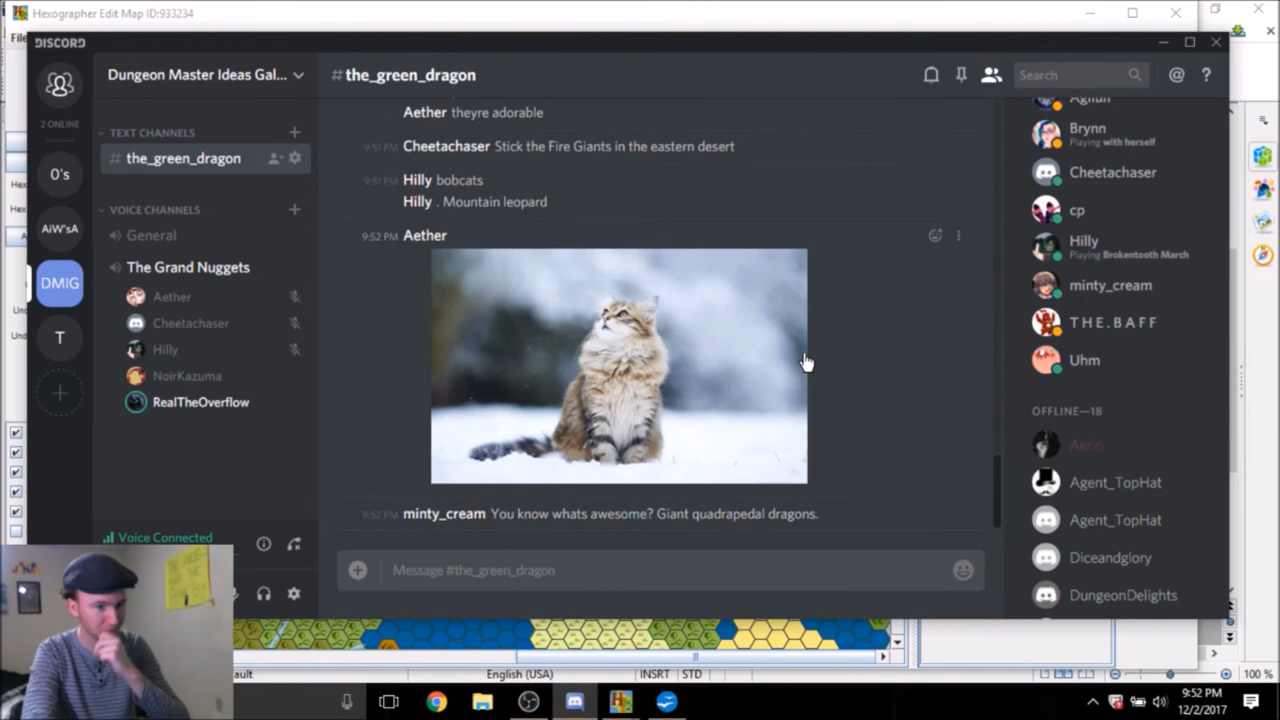 Hexographer Edit Map ID:933234
File
DISCORD
Dungeon Master Ideas Gal...
#the_green_dragon
Search
2 ONLINE
TEXT CHANNELS
# the_green_dragon
VOICE CHANNELS
General
The Grand Nuggets
Aether
Cheetachaser
Hilly
NoirKazuma
RealTheOverflow
O's
AiW'sA
DMIG
T
Voice Connected
Aether theyre adorable
9:51 PM Cheetachaser Stick the Fire Giants in the eastern desert
9:51 PM Hilly bobcats
Hilly . Mountain leopard
9:52 PM Aether
9:52 PM minty_cream You know whats awesome? Giant quadrapedal dragons.
Message #the_green_dragon
Brynn
Playing with herself
Cheetachaser
cp
Hilly
Playing Brokentooth March
minty_cream
T H E . B A F F
Uhm
OFFLINE—18
Aerin
Agent_TopHat
Agent_TopHat
Diceandglory
DungeonDelights
English (USA)
INSRT
STD
100 %
9:52 PM
12/2/2017